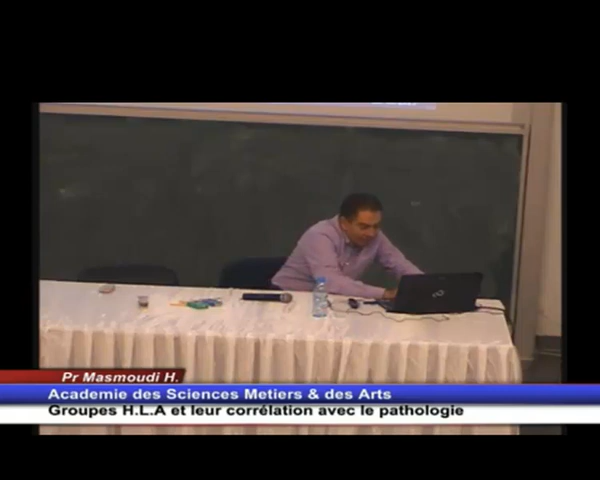 Pr Masmoudi H.
Academie des Sciences Metiers & des Arts
Groupes H.L.A et leur corrélation avec le pathologie